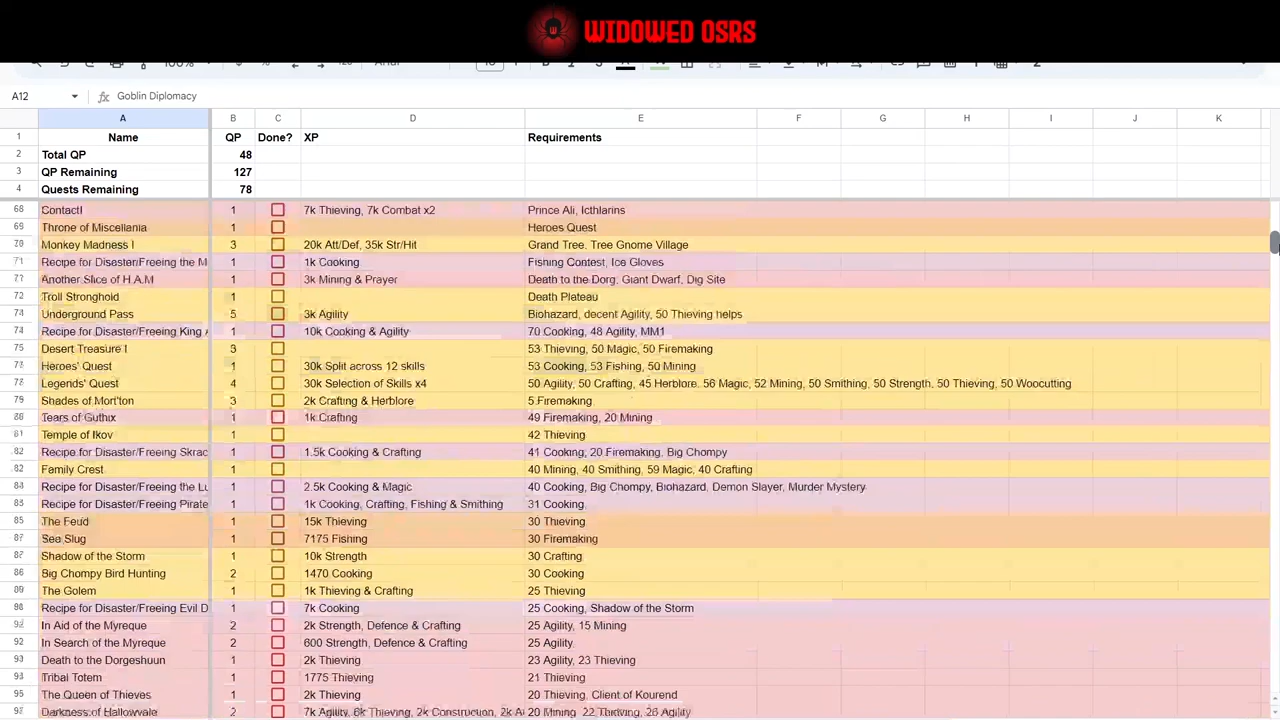 WIDOWED OSRS
A12 fx Goblin Diplomacy
A B C D E F G H I J K
1 Name QP Done? XP Requirements
2 Total QP 48
3 QP Remaining 127
4 Quests Remaining 78
68 Contact! 1 7k Thieving, 7k Combat x2 Prince Ali, Icthlarins
69 Throne of Miscellania 1 Heroes Quest
Monkey Madness I 3 20k Att/Def, 35k Str/Hit Grand Tree. Tree Gnome Village
71 Recipe for Disaster/Freeing the M 1 1k Cooking Fishing Contest, Ice Gloves
Another Slice of H.A.M 1 3k Mining & Prayer Death to the Dorg, Giant Dwarf, Dig Site
72 Troll Stronghold 1 Death Plateau
74 Underground Pass 5 3k Agility Biohazard, decent Agility, 50 Thieving helps
74 Recipe for Disaster/Freeing King 1 10k Cooking & Agility 70 Cooking, 48 Agility, MM1
75 Desert Treasure I 3 53 Thieving, 50 Magic, 50 Firemaking
Heroes' Quest 1 30k Split across 12 skills 53 Cooking, 53 Fishing, 50 Mining
Legends' Quest 4 30k Selection of Skills x4 50 Agility, 50 Crafting, 45 Herblore. 56 Magic, 52 Mining, 50 Smithing, 50 Strength, 50 Thieving, 50 Woocutting
79 Shades of Mort'ton 3 2k Crafting & Herblore 5 Firemaking
Tears of Guthix 1 1k Crafting 49 Firemaking, 20 Mining
81 Temple of Ikov 1 42 Thieving
82 Recipe for Disaster/Freeing Skrac 1 1.5k Cooking & Crafting 41 Cooking, 20 Firemaking, Big Chompy
82 Family Crest 1 40 Mining, 40 Smithing, 59 Magic, 40 Crafting
Recipe for Disaster/Freeing the Lu 1 2.5k Cooking & Magic 40 Cooking, Big Chompy, Biohazard, Demon Slayer, Murder Mystery
Recipe for Disaster/Freeing Pirate 1 1k Cooking, Crafting, Fishing & Smithing 31 Cooking
85 The Feud 1 15k Thieving 30 Thieving
Sea Slug 1 7175 Fishing 30 Firemaking
Shadow of the Storm 1 10k Strength 30 Crafting
Big Chompy Bird Hunting 2 1470 Cooking 30 Cooking
The Golem 1 1k Thieving & Crafting 25 Thieving
Recipe for Disaster/Freeing Evil D 1 7k Cooking 25 Cooking, Shadow of the Storm
In Aid of the Myreque 2 2k Strength, Defence & Crafting 25 Agility, 15 Mining
92 In Search of the Myreque 2 600 Strength, Defence & Crafting 25 Agility
Death to the Dorgeshuun 1 2k Thieving 23 Agility, 23 Thieving
Tribal Totem 1 1775 Thieving 21 Thieving
The Queen of Thieves 1 2k Thieving 20 Thieving, Client of Kourend
Darkness of Hallowvale 2 7k Agility, 6k Thieving, 2k Construction, 2k 20 Mining 22 Thieving, 26 Agility